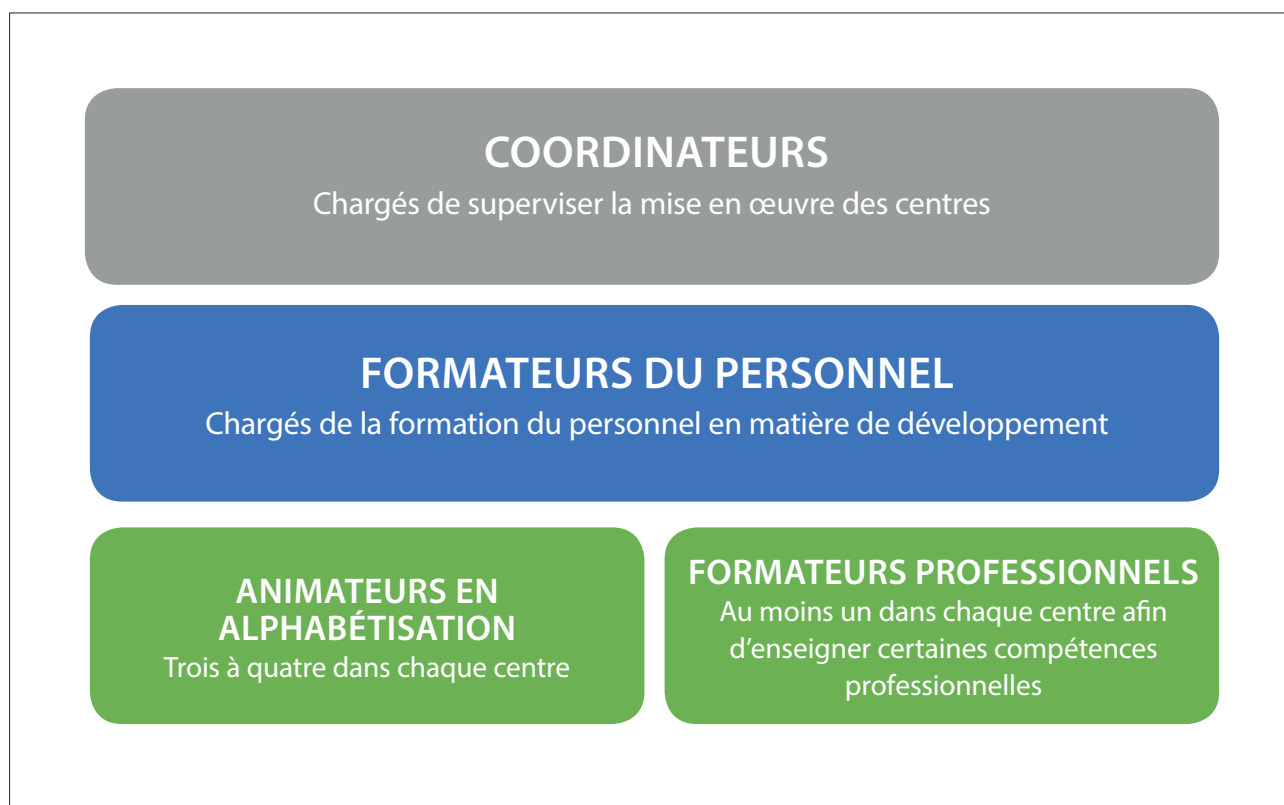 COORDINATEURS
Chargés de superviser la mise en œuvre des centres
FORMATEURS DU PERSONNEL
Chargés de la formation du personnel en matière de développement
ANIMATEURS EN
ALPHABÉTISATION
Trois à quatre dans chaque centre
FORMATEURS PROFESSIONNELS
Au moins un dans chaque centre afin
d’enseigner certaines compétences
professionnelles